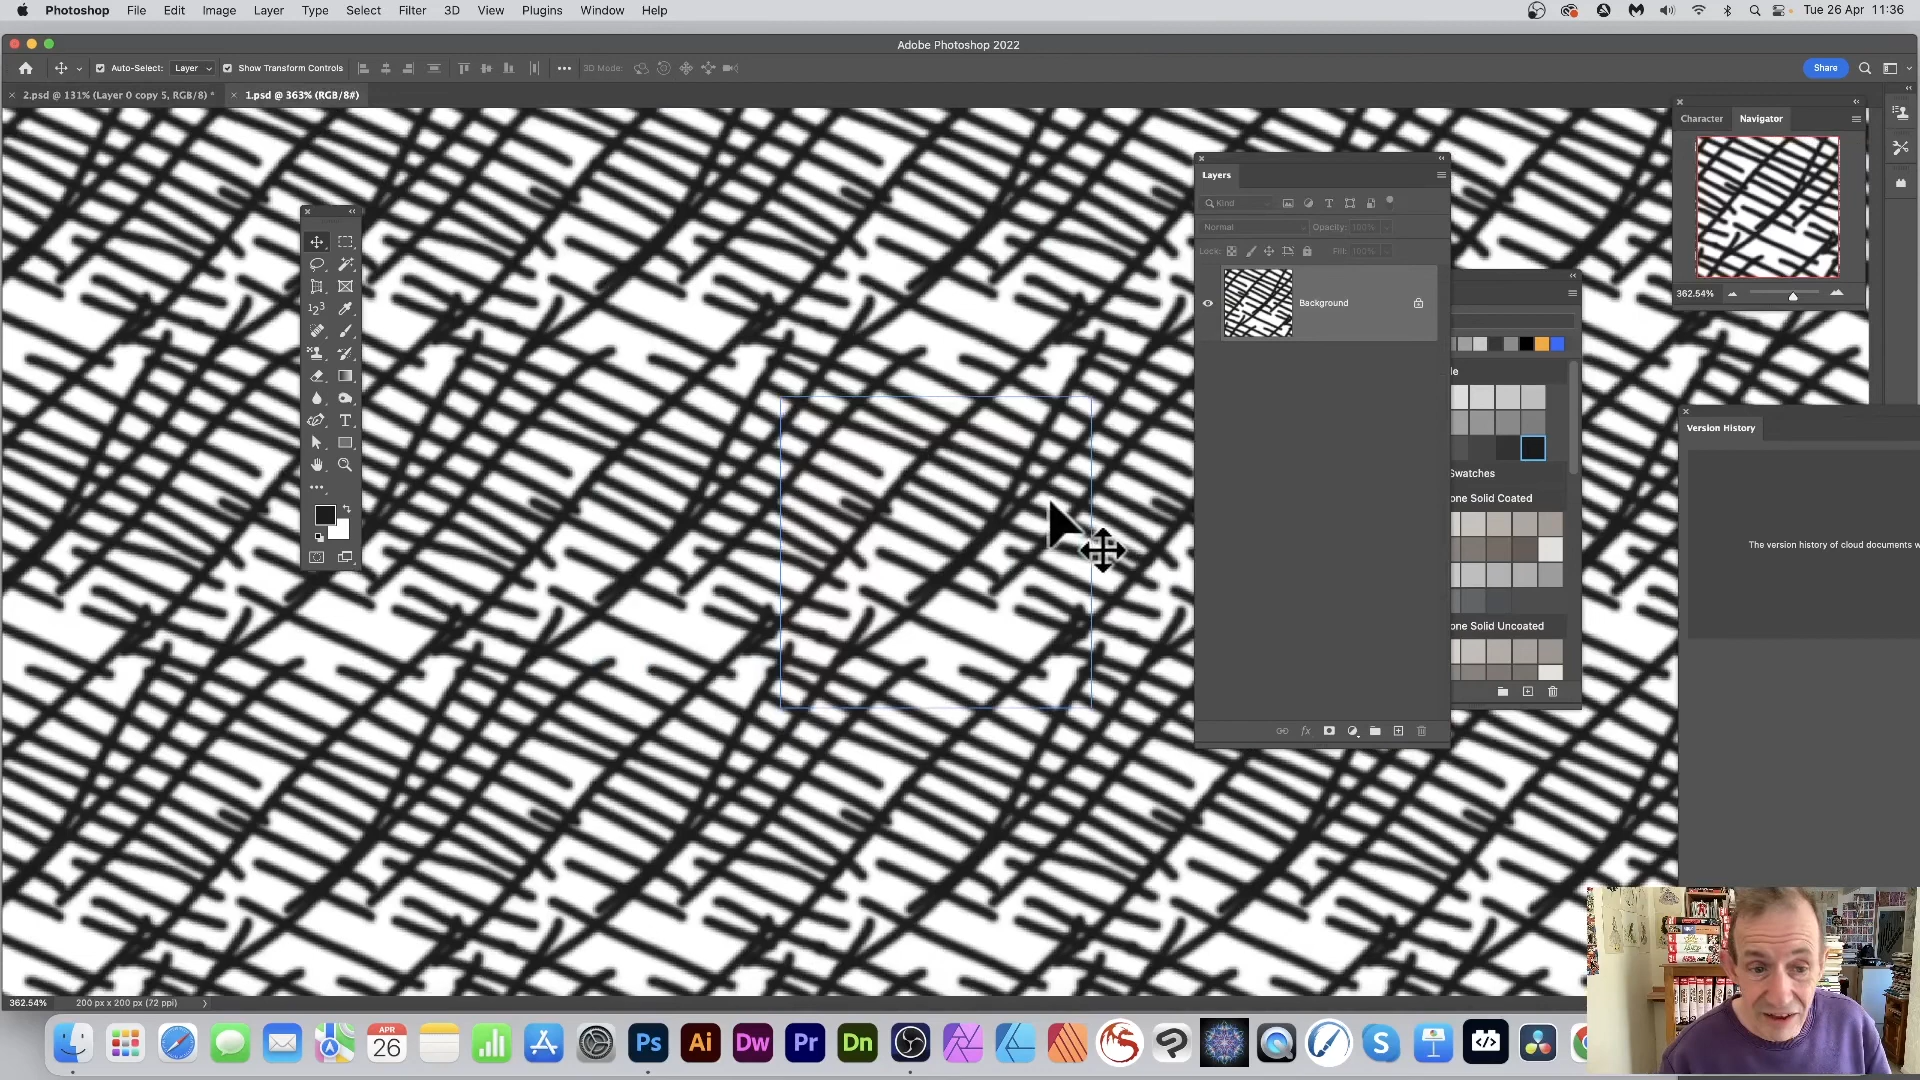 Photoshop File Edit Image Layer Type Select Filter 3D View Plugins Window Help Tue 26 Apr 11:36
Adobe Photoshop 2022
Auto-Select: Layer Show Transform Controls 3D Mode: Share
2.psd @ 131% (Layer 0 copy 5, RGB/8) * 1.psd @ 363% (RGB/8#)
Character Navigator
Layers
Kind
Normal Opacity: 100%
Lock: Fill: 100%
Background
362.54%
le
Version History
Swatches
one Solid Coated
The version history of cloud documents w
one Solid Uncoated
362.54% 200 px x 200 px (72 ppi)
APR
26
Ps Ai Dw Pr Dn